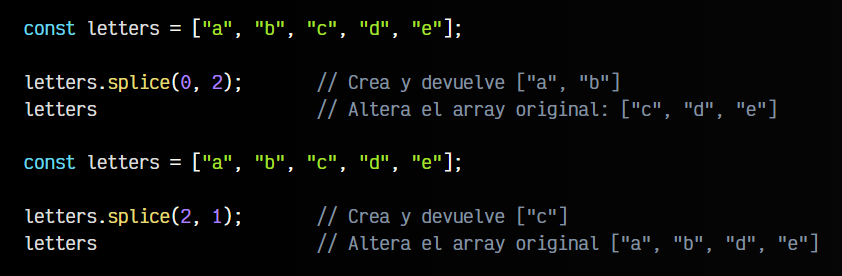 const letters = ["a", "b", "c", "d", "e"];
letters.splice(0, 2);       // Crea y devuelve ["a", "b"]
letters                     // Altera el array original: ["c", "d", "e"]
const letters = ["a", "b", "c", "d", "e"];
letters.splice(2, 1);       // Crea y devuelve ["c"]
letters                     // Altera el array original ["a", "b", "d", "e"]